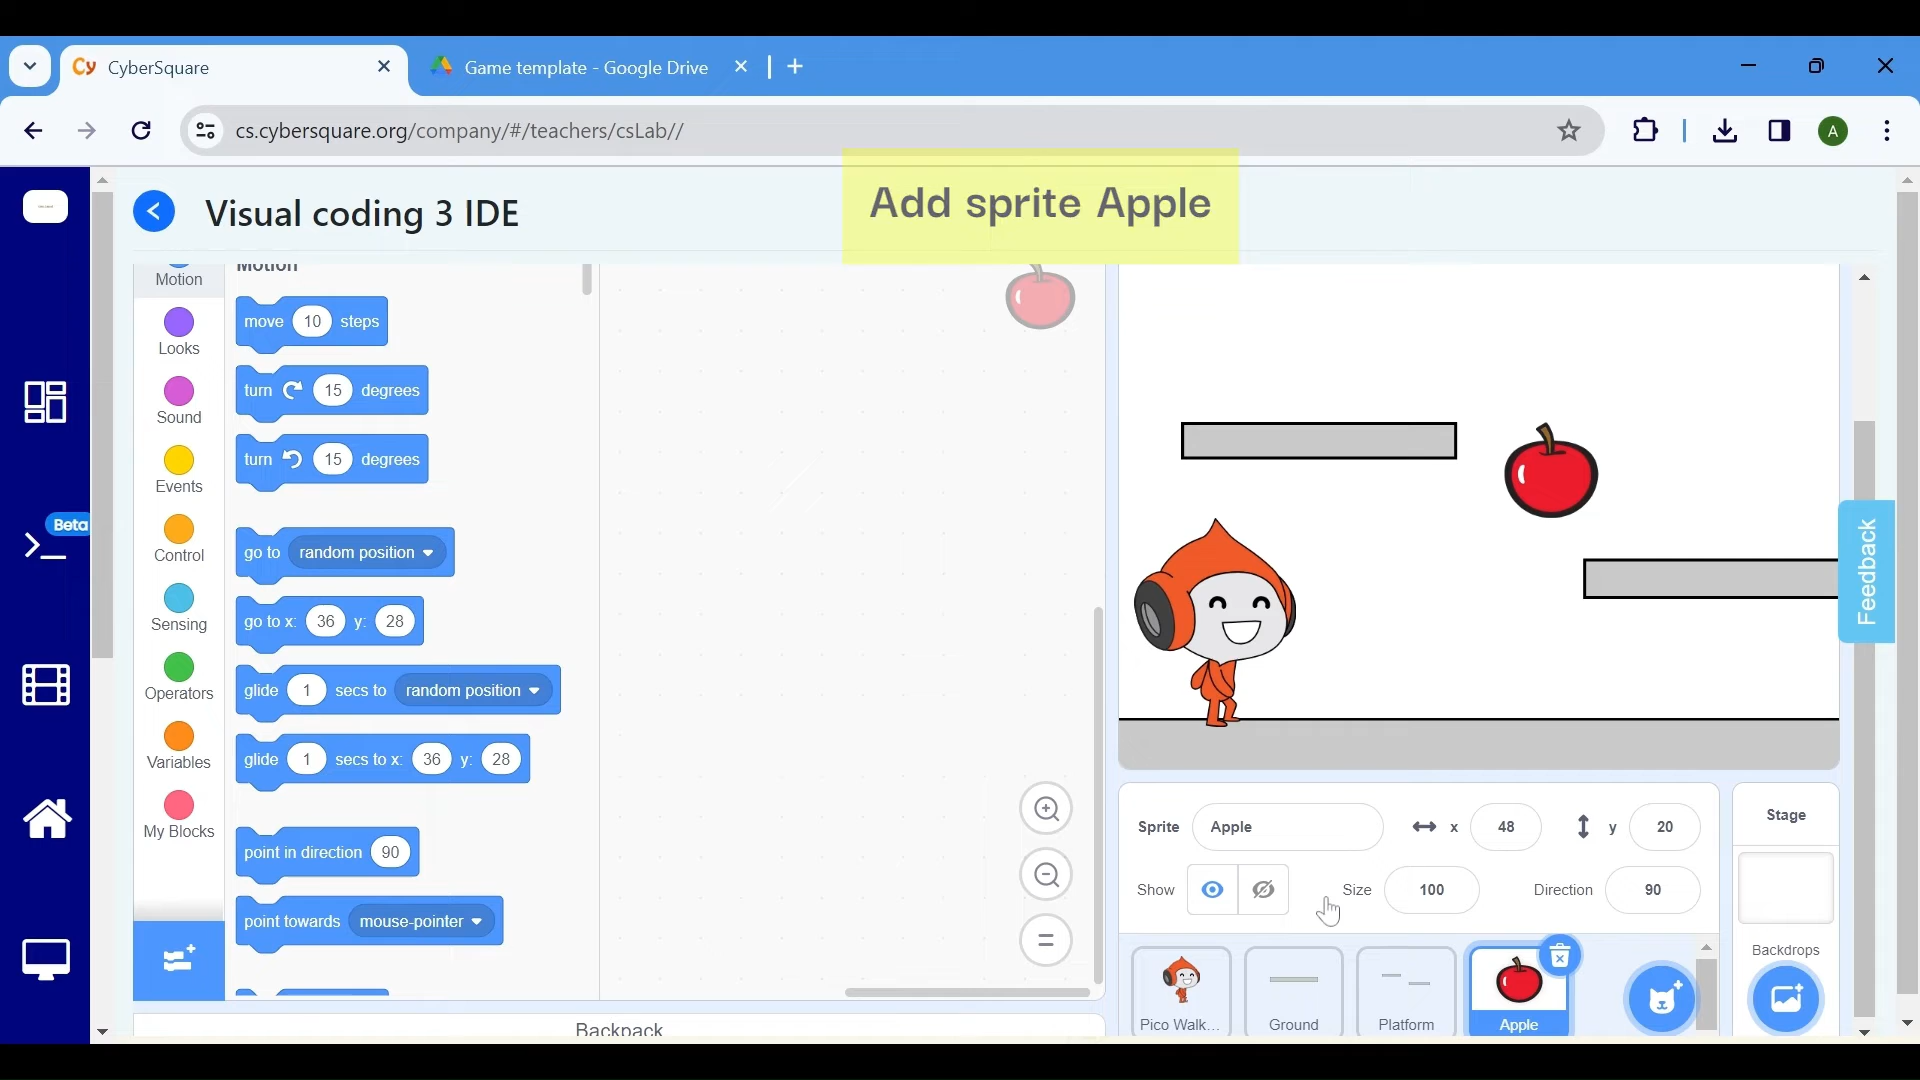 CyberSquare
Game template - Google Drive
cs.cybersquare.org/company/#/teachers/csLab//
A
Visual coding 3 IDE
Add sprite Apple
Motion
Looks
Sound
Events
Control
Sensing
Operators
Variables
My Blocks
Beta
Motion
move 10 steps
turn 15 degrees
turn 15 degrees
go to random position
go to x: 36 y: 28
glide 1 secs to random position
glide 1 secs to x: 36 y: 28
point in direction 90
point towards mouse-pointer
Backpack
Feedback
Sprite Apple x 48 y 20
Show Size 100 Direction 90
Pico Walk...
Ground
Platform
Apple
Stage
Backdrops